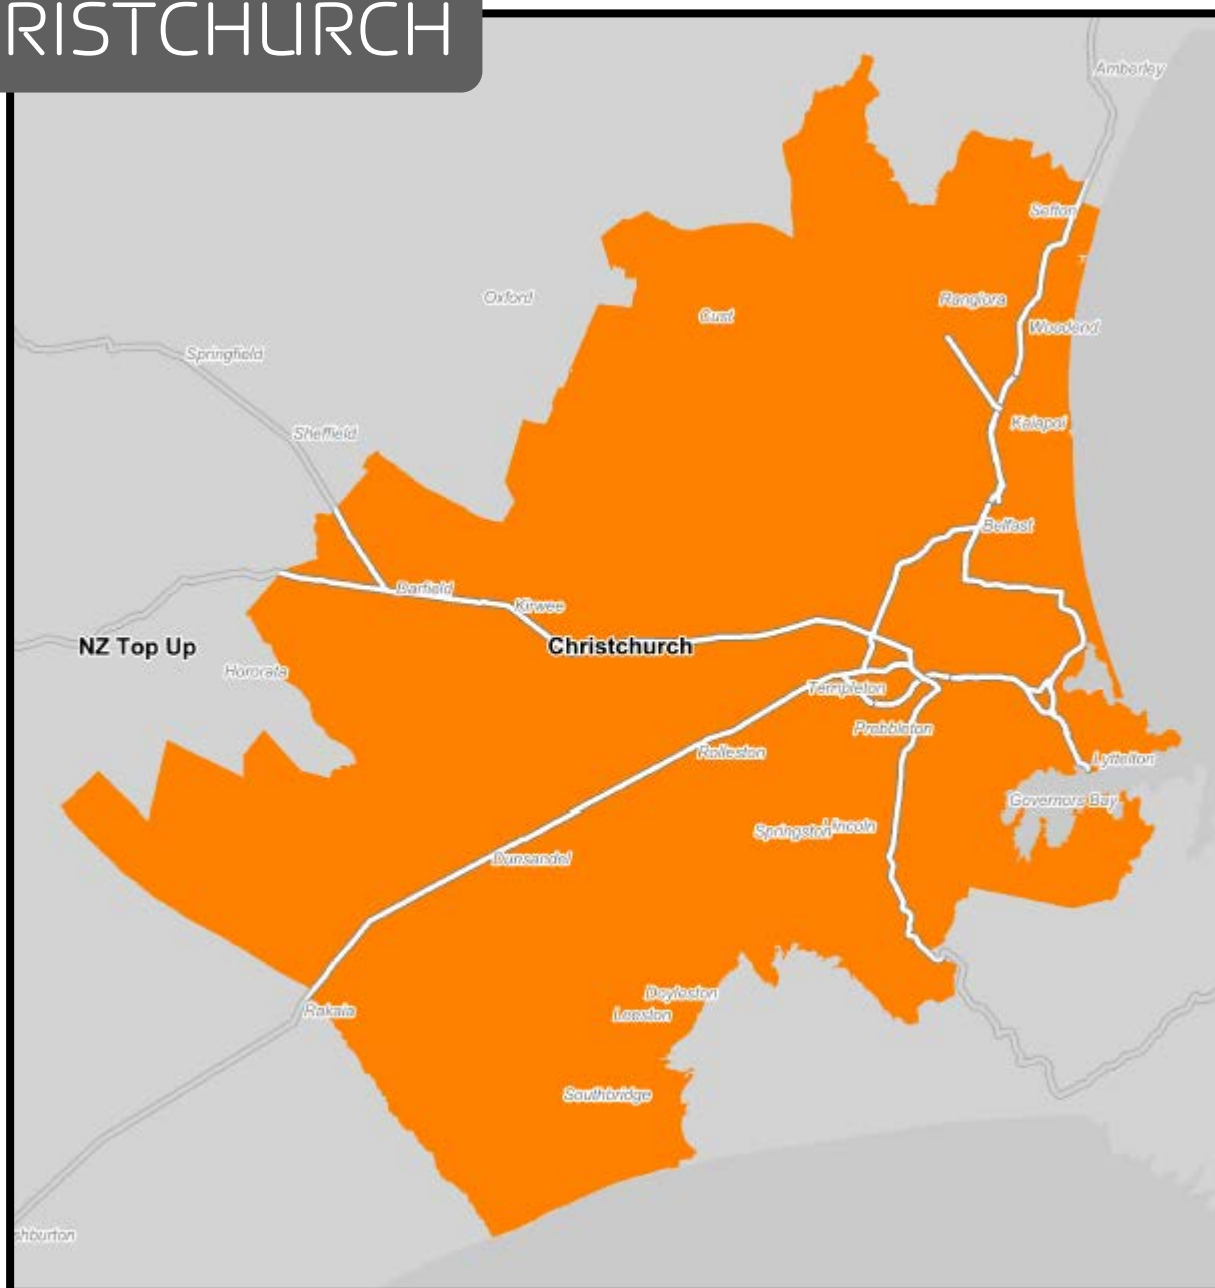 RISTCHURCH
Amberley
Sefton
Oxford
Rangiora
Cust
Woodend
Springfield
Kaiapoi
Sheffield
Belfast
Darfield
Kirwee
NZ Top Up
Christchurch
Hororata
Templeton
Prebbleton
Rolleston
Lyttelton
Governors Bay
Springston
Lincoln
Dunsandel
Doyleston
Rakaia
Leeston
Southbridge
shburton